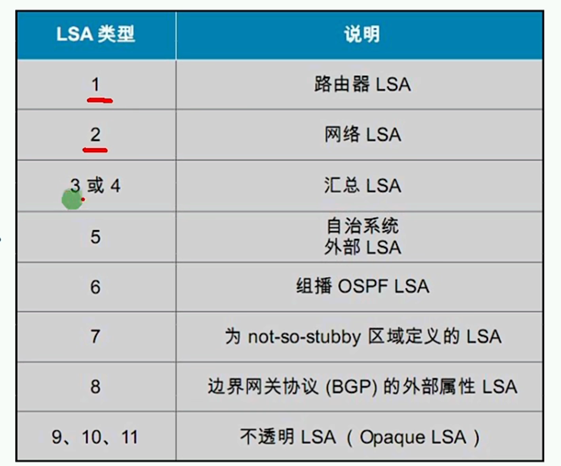 LSA 类型 说明
1 路由器 LSA
2 网络 LSA
3 或 4 汇总 LSA
5 自治系统
外部 LSA
6 组播 OSPF LSA
7 为 not-so-stubby 区域定义的 LSA
8 边界网关协议 (BGP) 的外部属性 LSA
9、10、11 不透明 LSA （ Opaque LSA ）